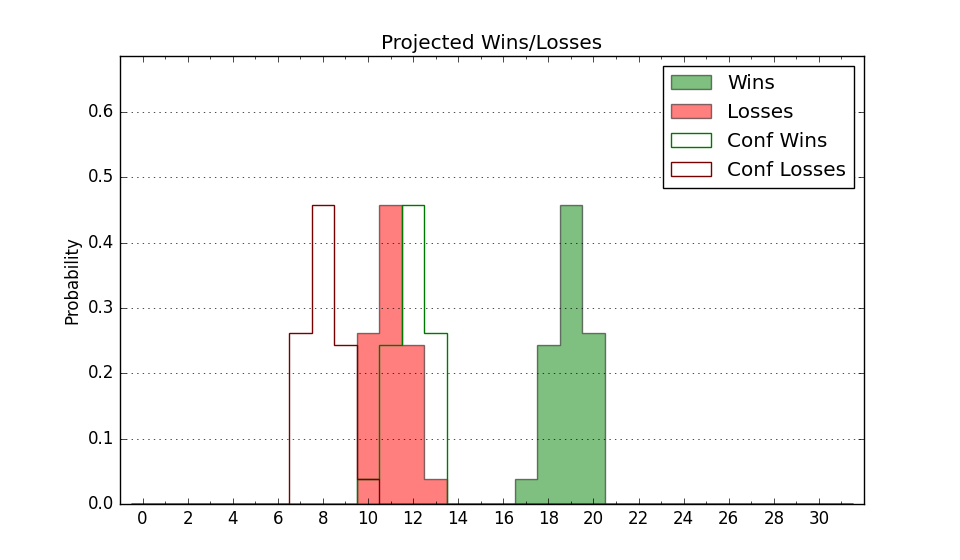 Projected Wins/Losses
Wins
Losses
Conf Wins
Conf Losses
Probability
0.6
0.5
0.4
0.3
0.2
0.1
0.0
0 2 4 6 8 10 12 14 16 18 20 22 24 26 28 30